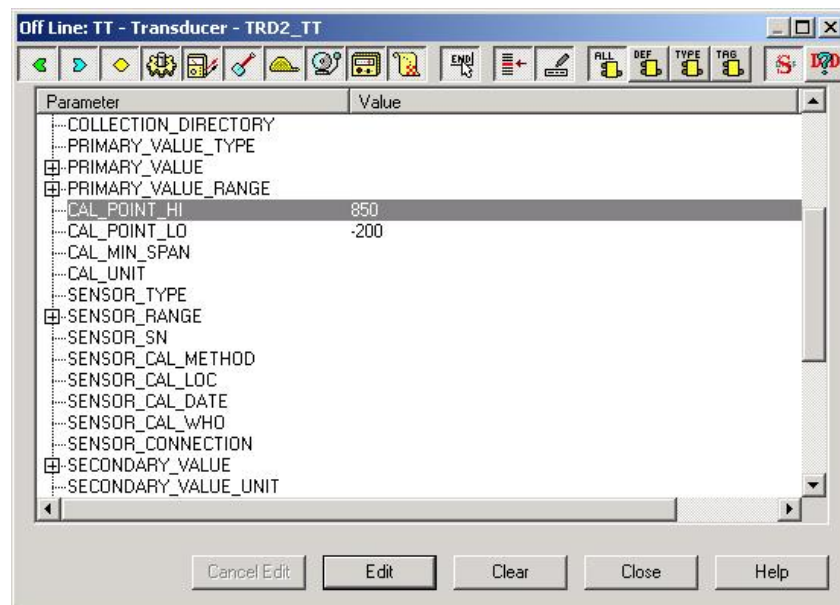 Off Line: TT - Transducer - TRD2_TT
END ALL DEF TYPE TAG S DD
Parameter Value
COLLECTION_DIRECTORY
PRIMARY_VALUE_TYPE
PRIMARY_VALUE
PRIMARY_VALUE_RANGE
CAL_POINT_HI 850
CAL_POINT_LO -200
CAL_MIN_SPAN
CAL_UNIT
SENSOR_TYPE
SENSOR_RANGE
SENSOR_SN
SENSOR_CAL_METHOD
SENSOR_CAL_LOC
SENSOR_CAL_DATE
SENSOR_CAL_WHO
SENSOR_CONNECTION
SECONDARY_VALUE
SECONDARY_VALUE_UNIT
Cancel Edit Edit Clear Close Help